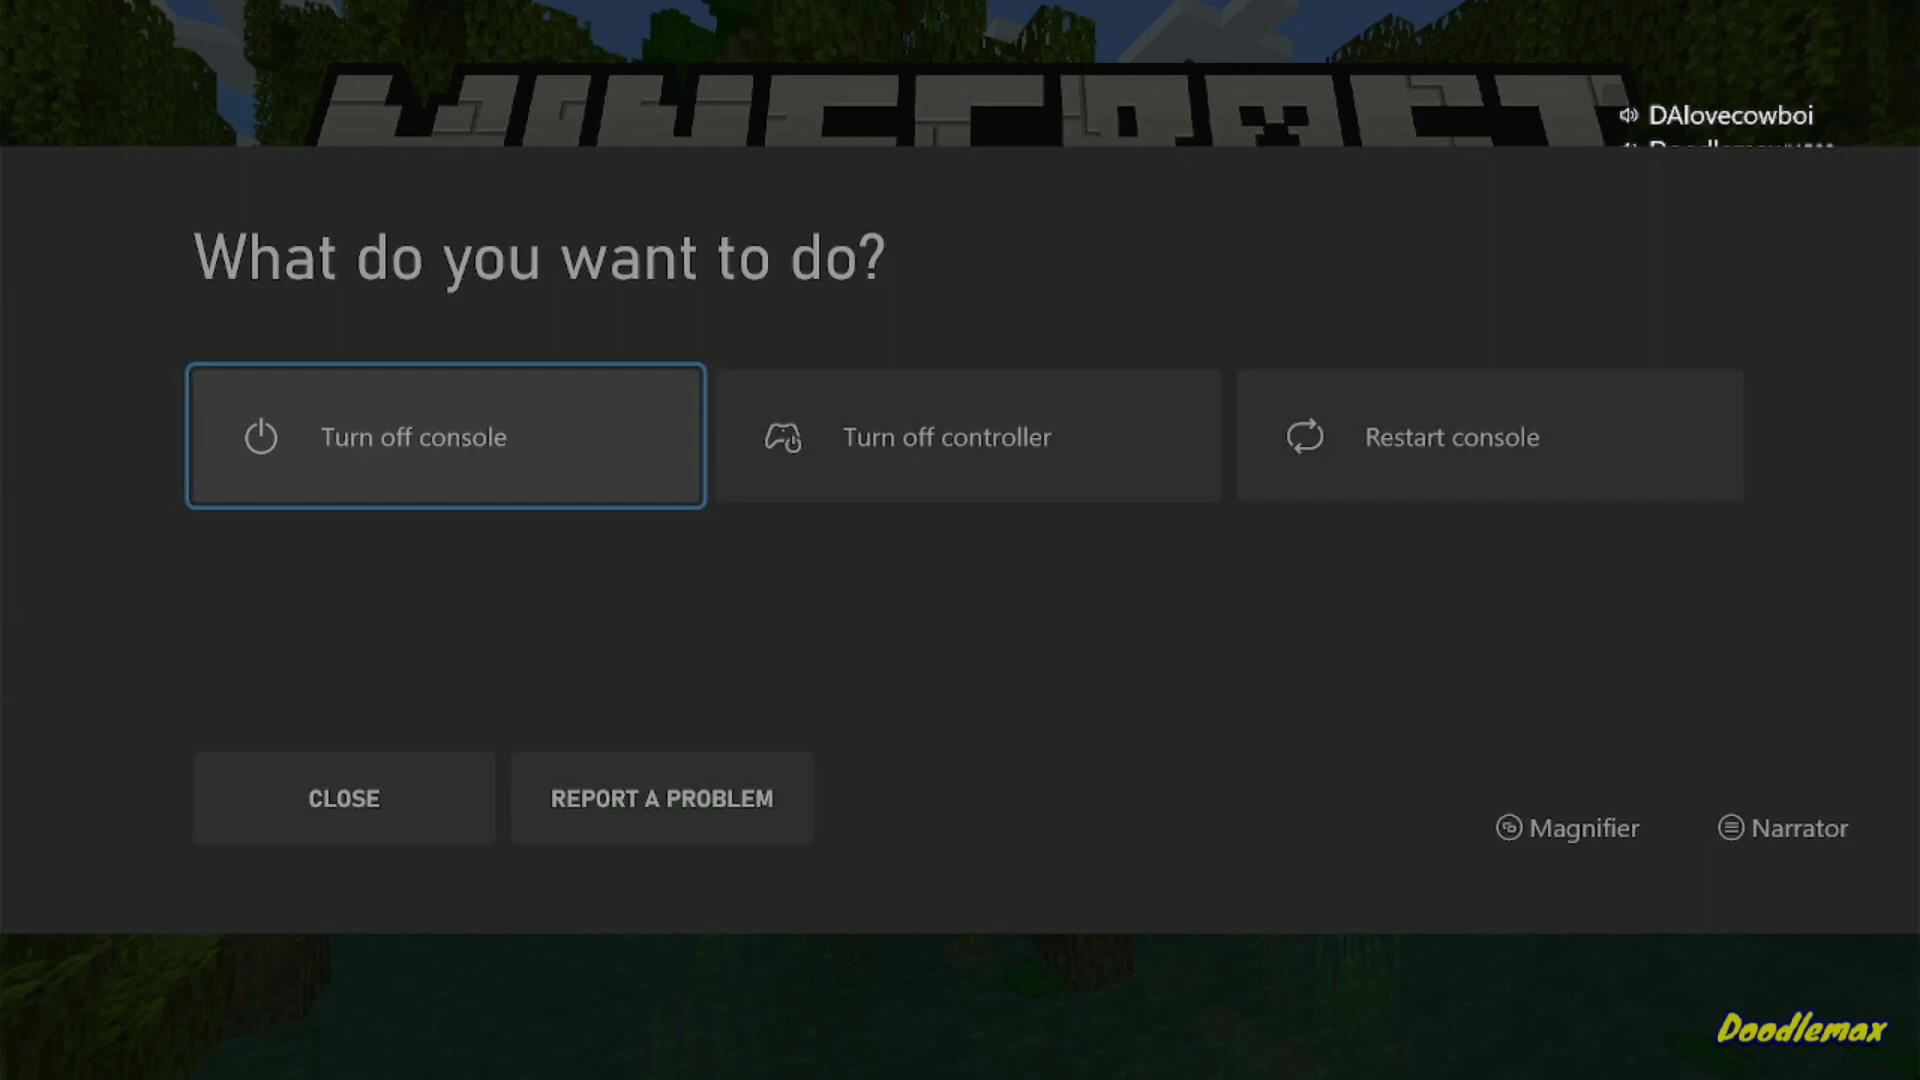 MINECRAFT
DAlovecowboi
What do you want to do?
Turn off console
Turn off controller
Restart console
CLOSE
REPORT A PROBLEM
Magnifier
Narrator
Doodlemax